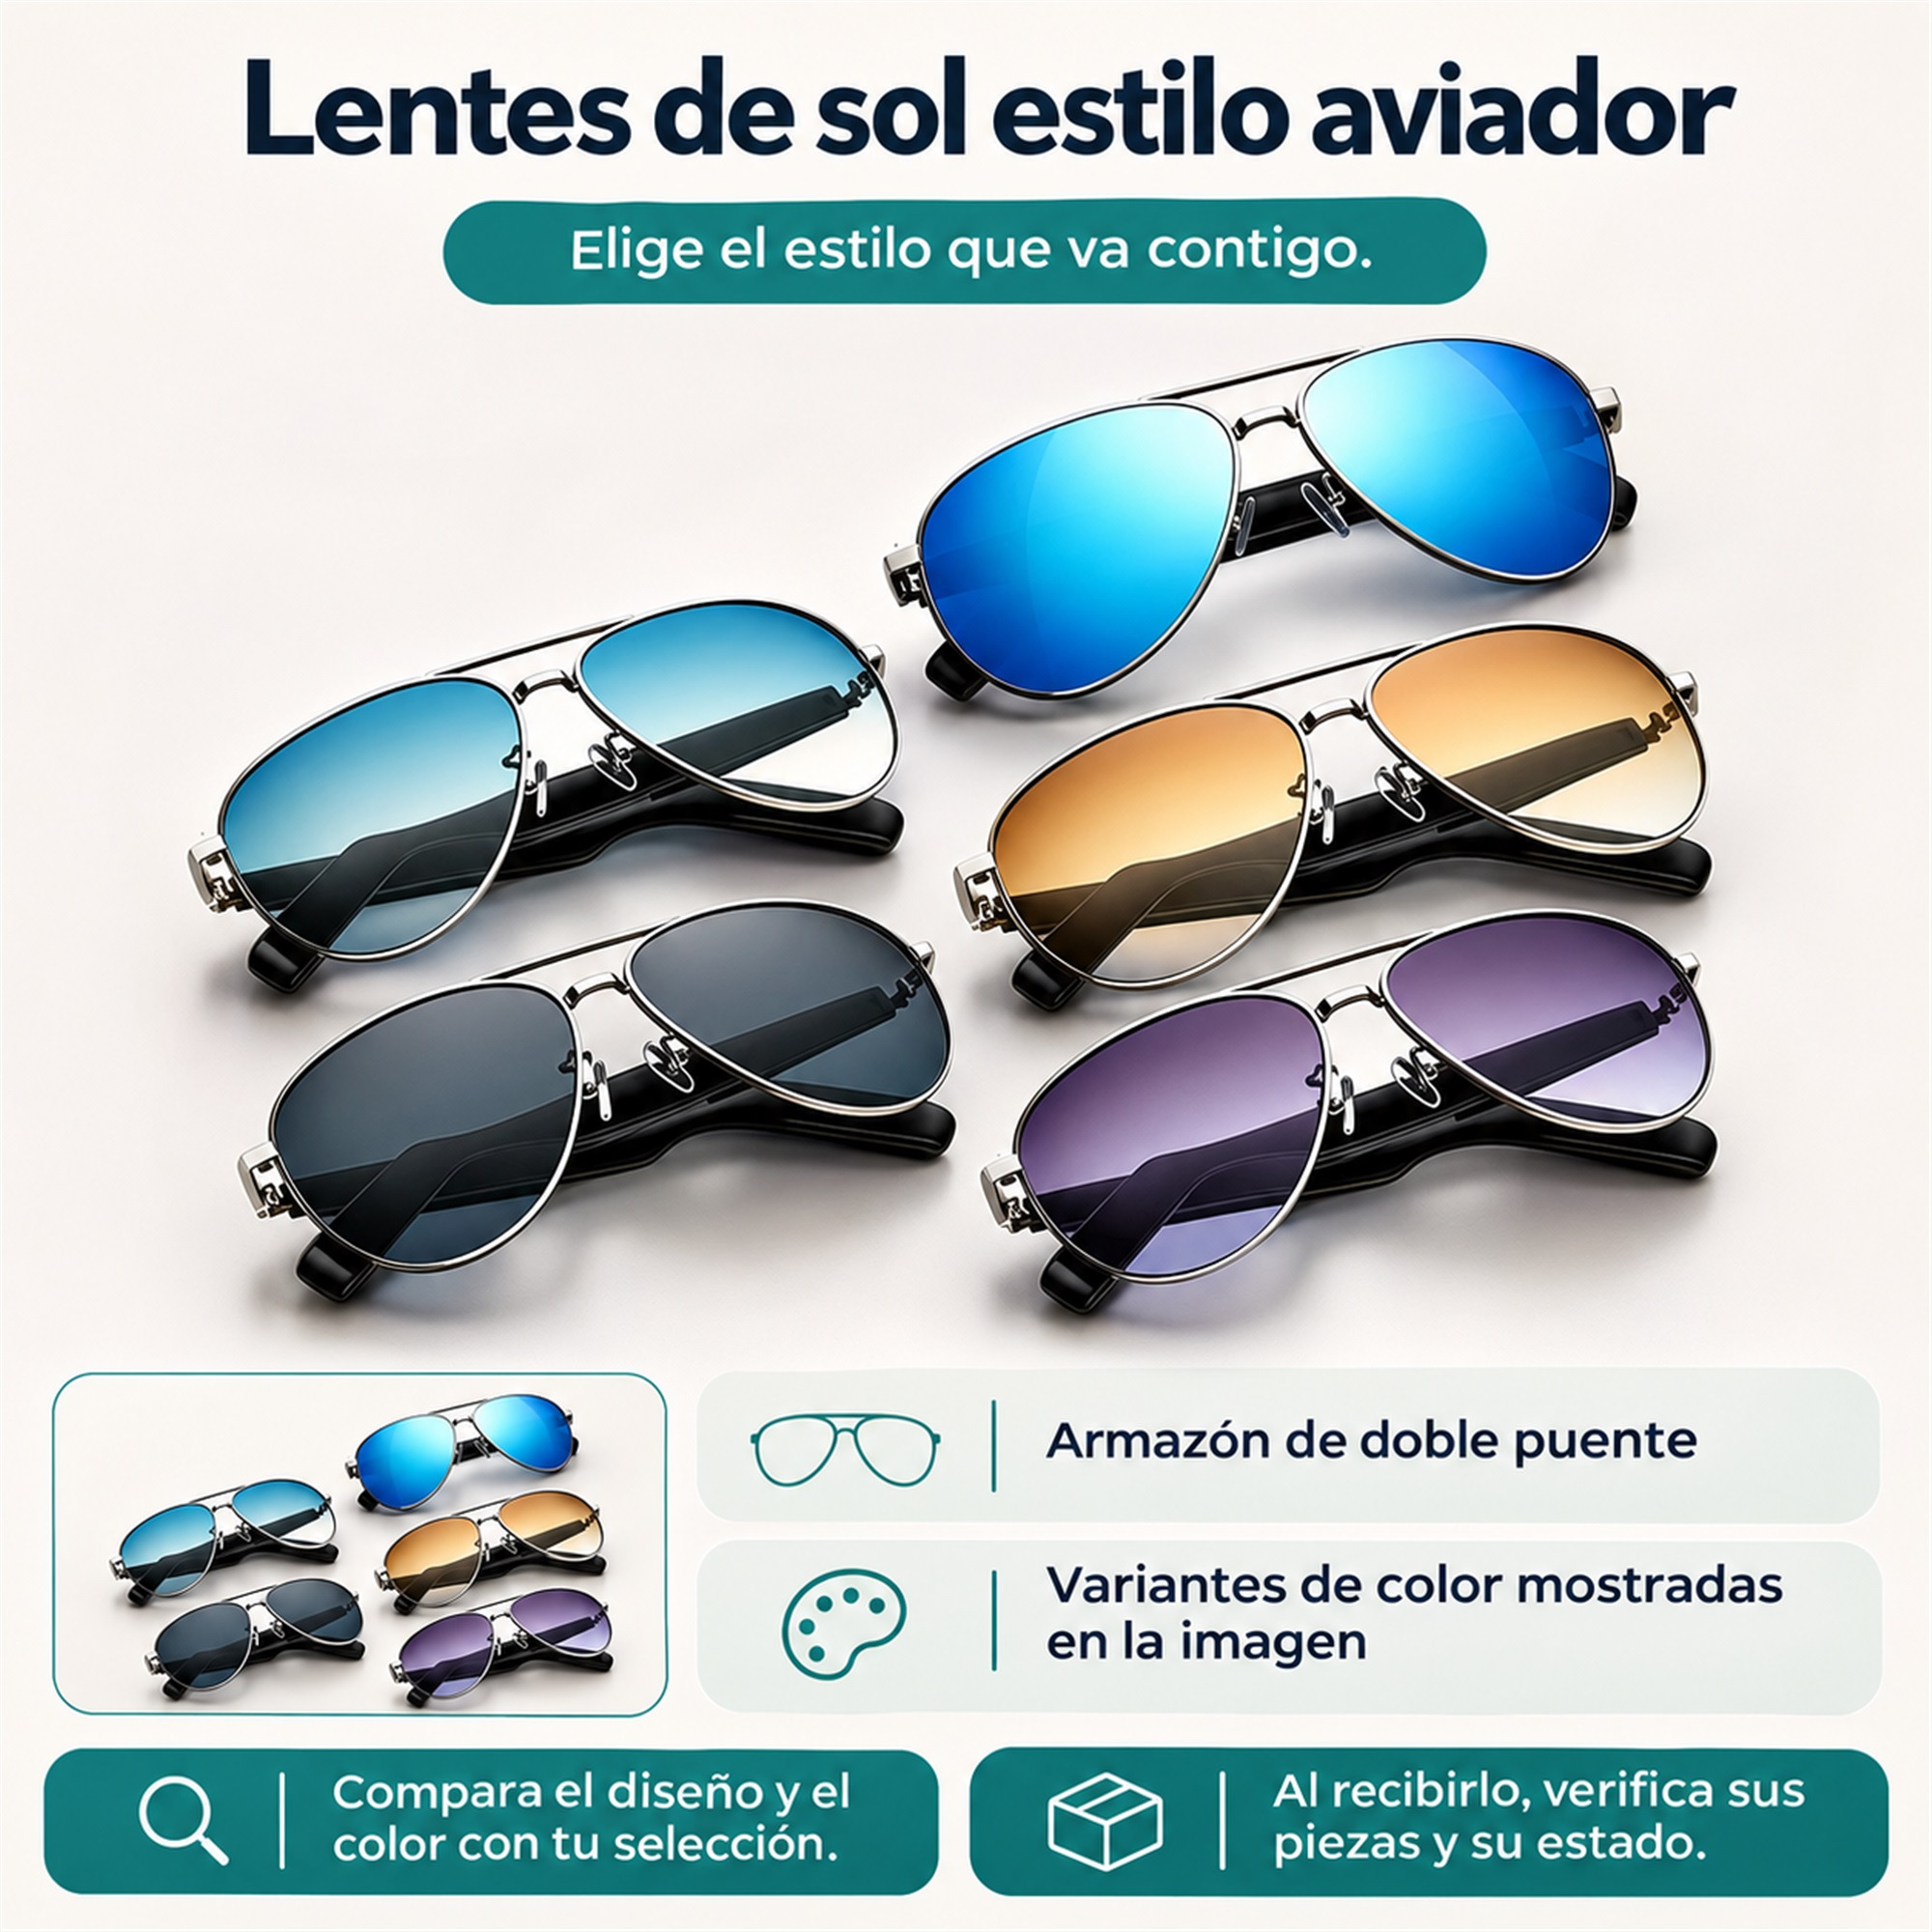 Lentes de sol estilo aviador
Elige el estilo que va contigo.
Armazón de doble puente
Variantes de color mostradas
en la imagen
Compara el diseño y el
color con tu selección.
Al recibirlo, verifica sus
piezas y su estado.